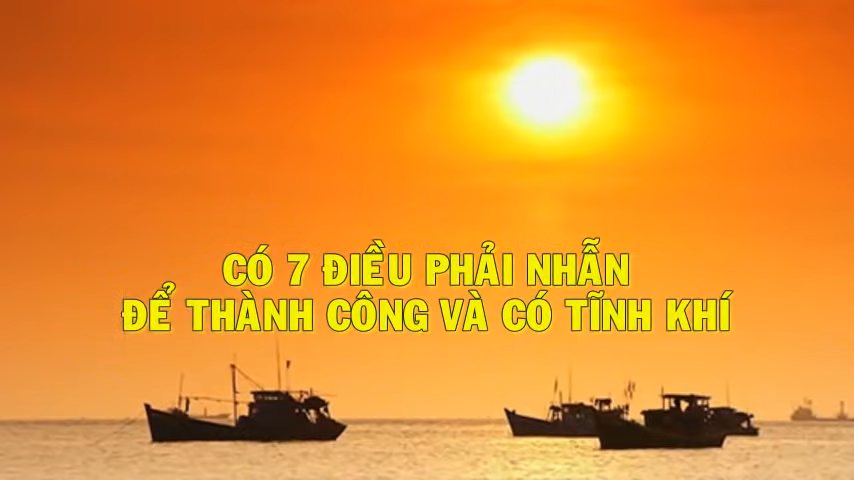 CÓ 7 ĐIỀU PHẢI NHẪN
ĐỂ THÀNH CÔNG VÀ CÓ TĨNH KHÍ